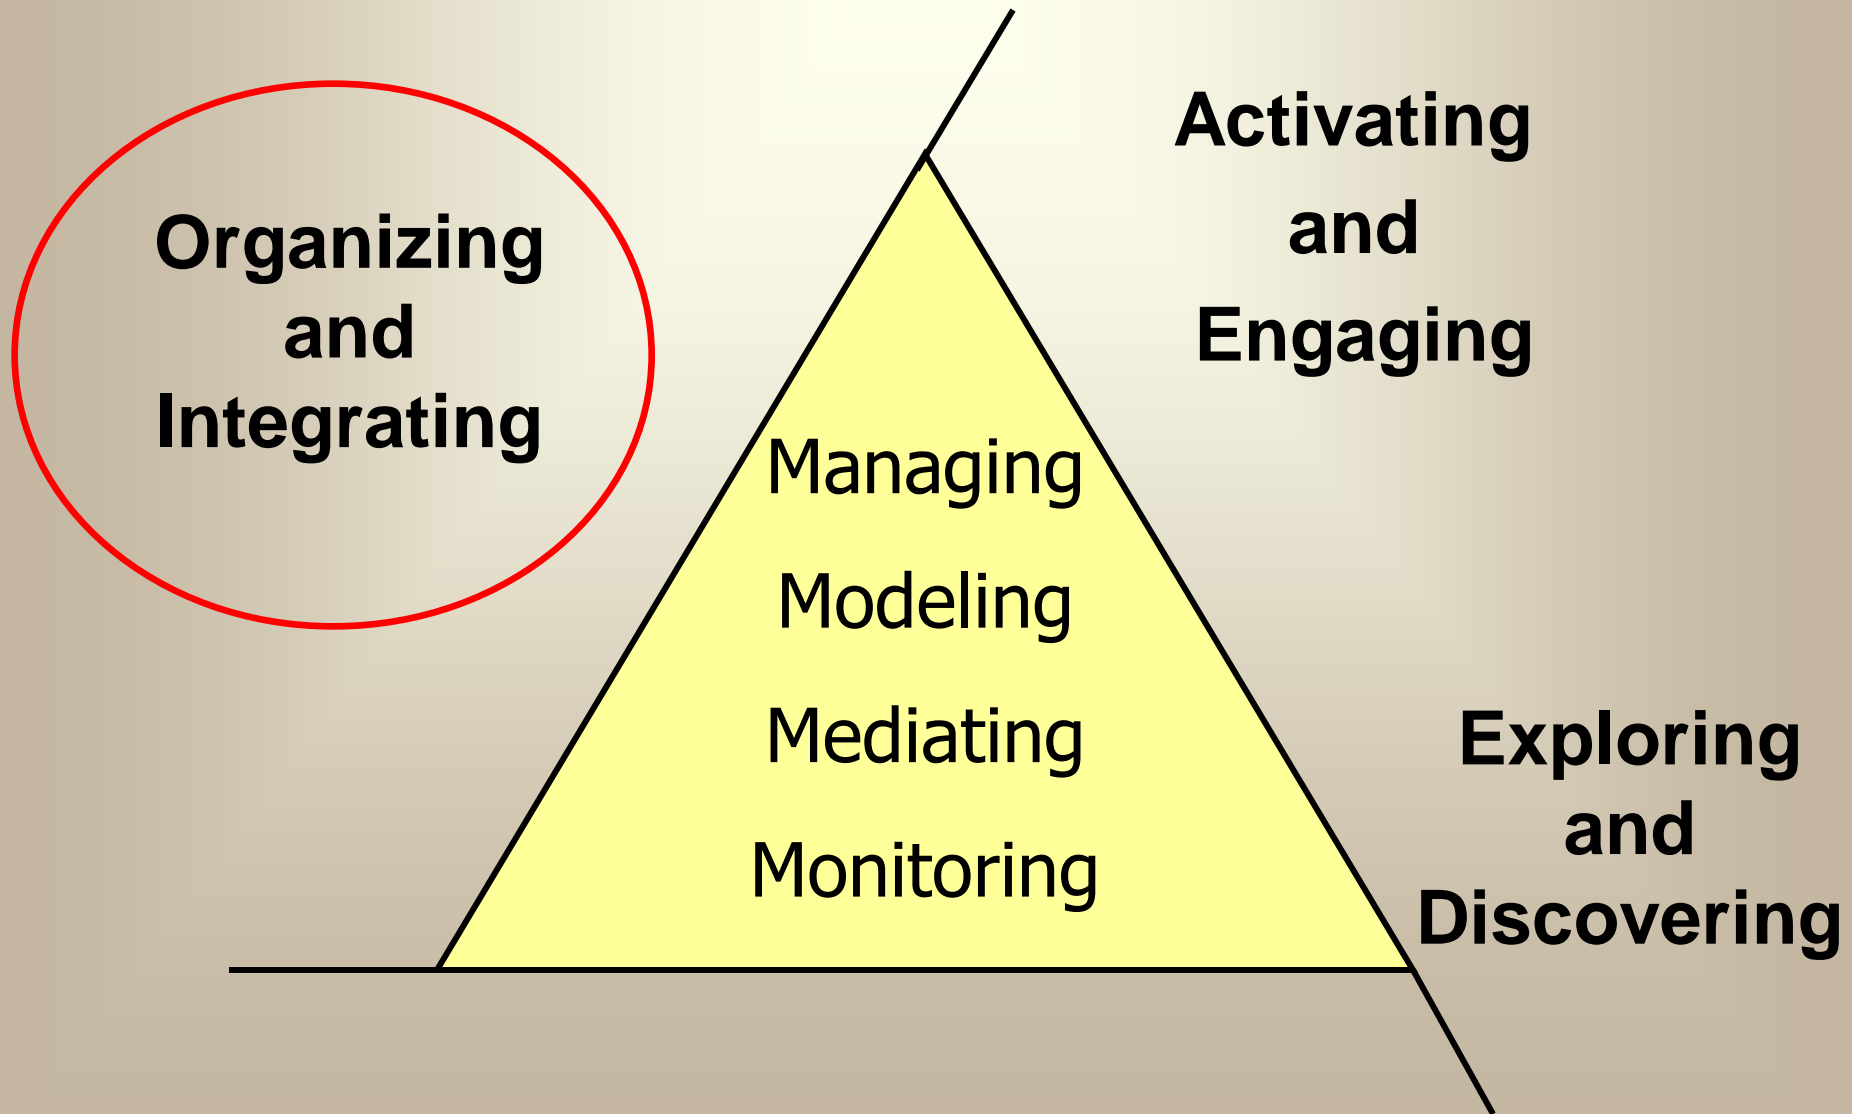 Organizing
and
Integrating
Activating
and
Engaging
Managing
Modeling
Mediating
Monitoring
Exploring
and
Discovering